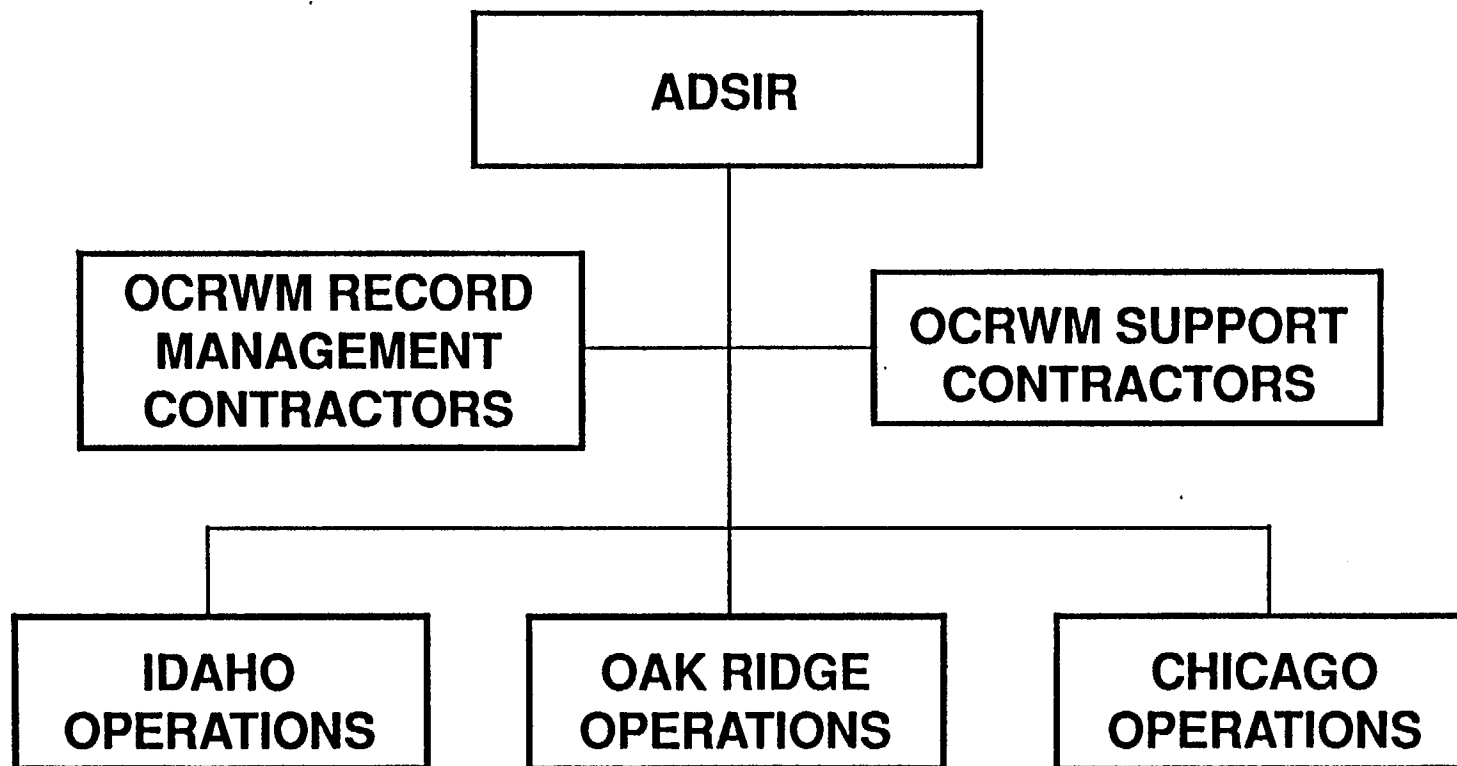 ADSIR
OCRWM RECORD
MANAGEMENT
CONTRACTORS
OCRWM SUPPORT
CONTRACTORS
IDAHO
OPERATIONS
OAK RIDGE
OPERATIONS
CHICAGO
OPERATIONS